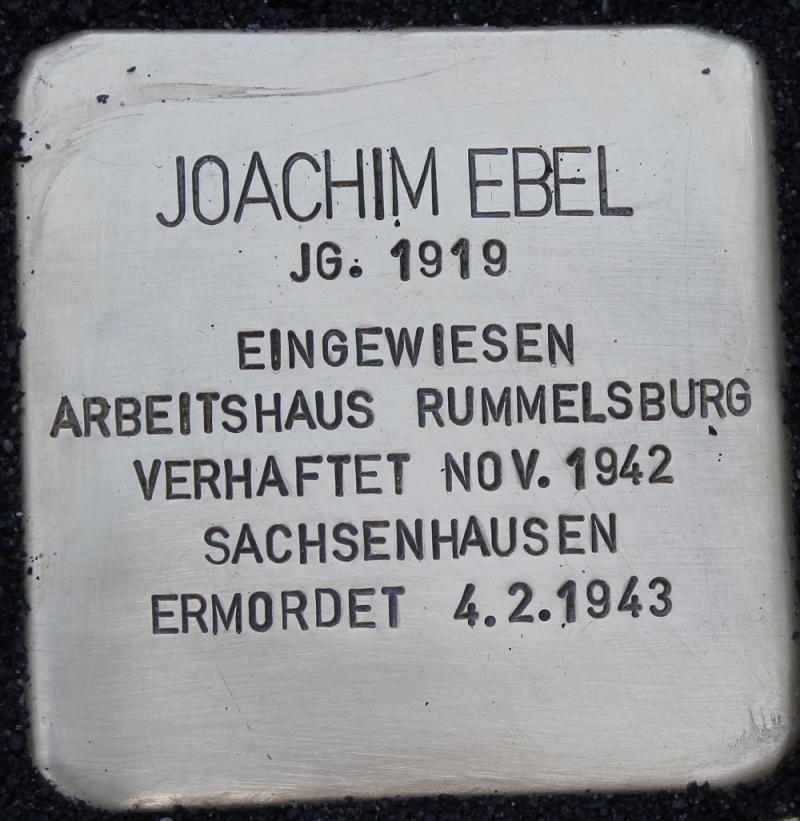 JOACHIM EBEL
JG. 1919
EINGEWIESEN
ARBEITSHAUS RUMMELSBURG
VERHAFTET NOV. 1942
SACHSENHAUSEN
ERMORDET 4.2.1943